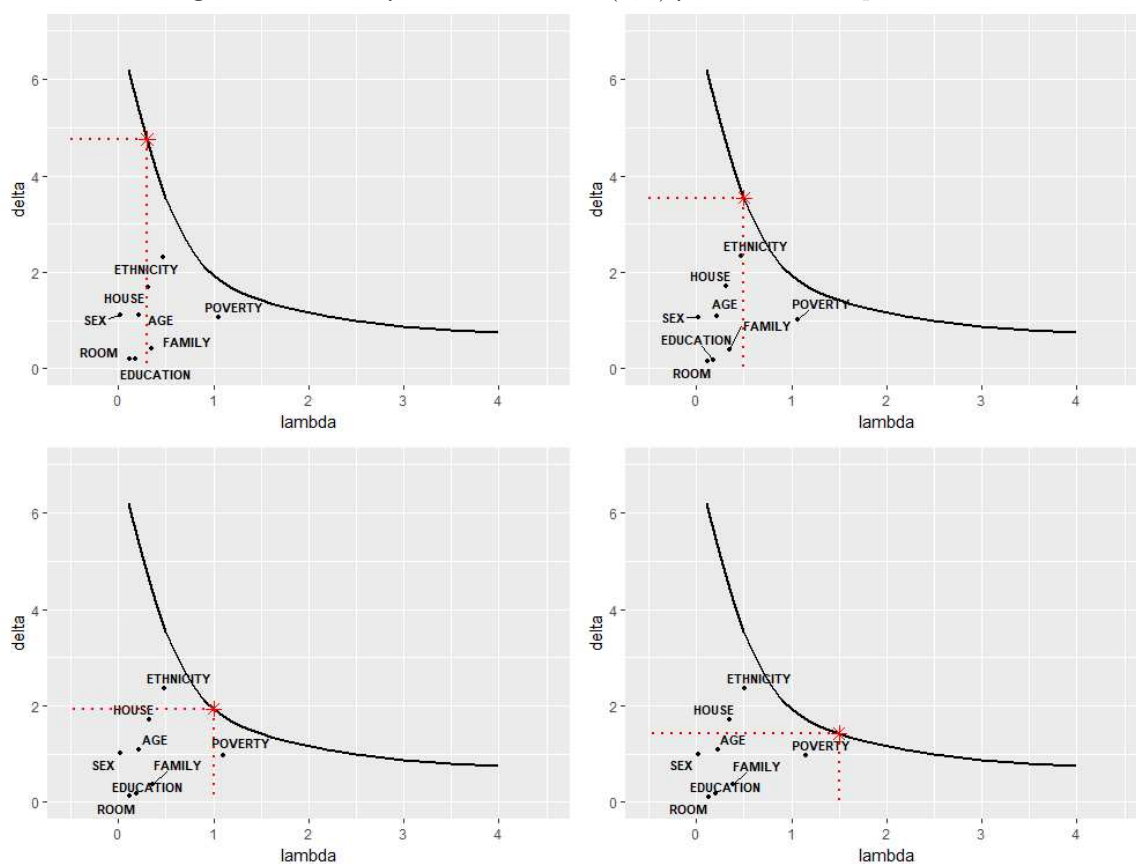 6
4
2
0
delta
ETHNICITY
HOUSE
SEX
AGE
POVERTY
ROOM
FAMILY
EDUCATION
0 1 2 3 4
lambda
6
4
2
0
delta
ETHNICITY
HOUSE
AGE
POVERTY
SEX
FAMILY
EDUCATION
ROOM
0 1 2 3 4
lambda
6
4
2
0
delta
ETHNICITY
HOUSE
AGE
POVERTY
SEX
FAMILY
EDUCATION
ROOM
0 1 2 3 4
lambda
6
4
2
0
delta
ETHNICITY
HOUSE
AGE
POVERTY
SEX
FAMILY
EDUCATION
ROOM
0 1 2 3 4
lambda